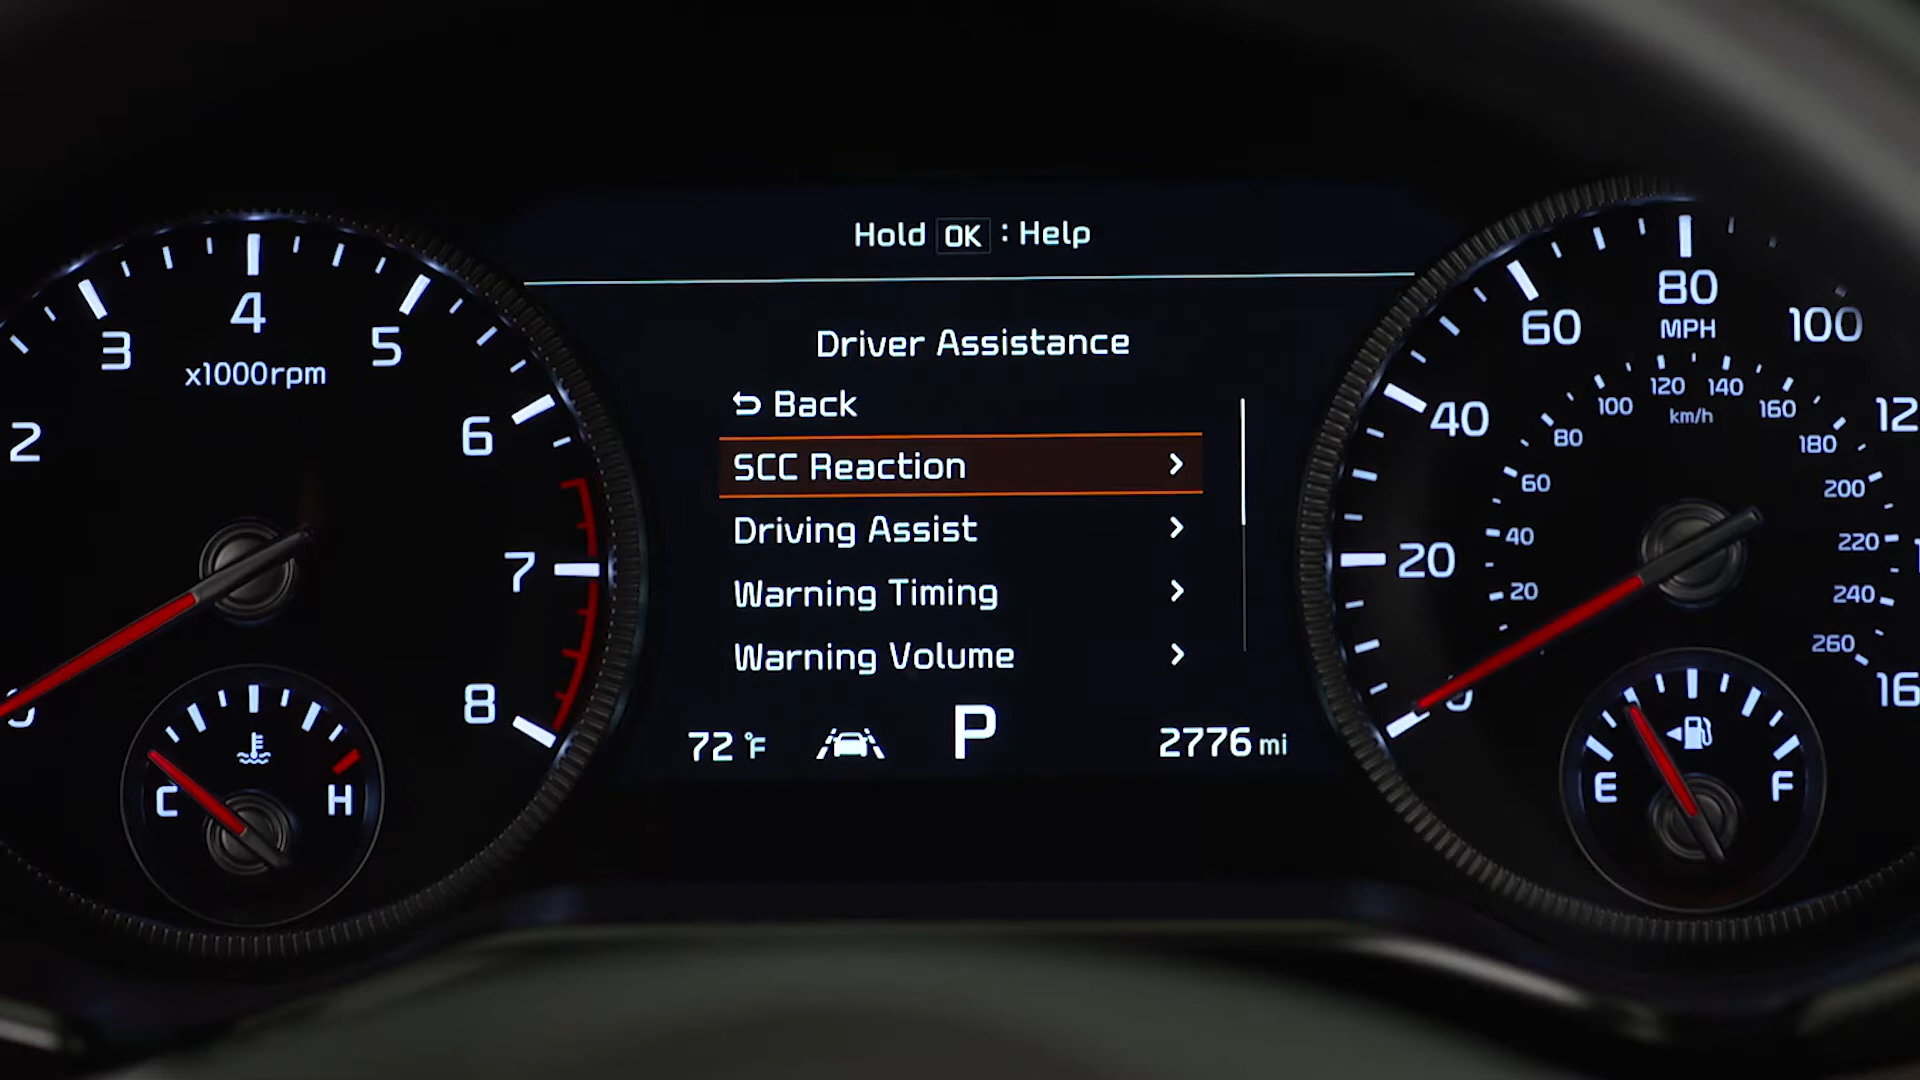 Hold OK : Help
Driver Assistance
Back
SCC Reaction
Driving Assist
Warning Timing
Warning Volume
72 °F
P
2776 mi
2
3
4
5
6
7
8
x1000rpm
C
H
20
40
60
80
100
MPH
20
40
60
80
100
120
140
160
180
200
220
240
260
km/h
E
F